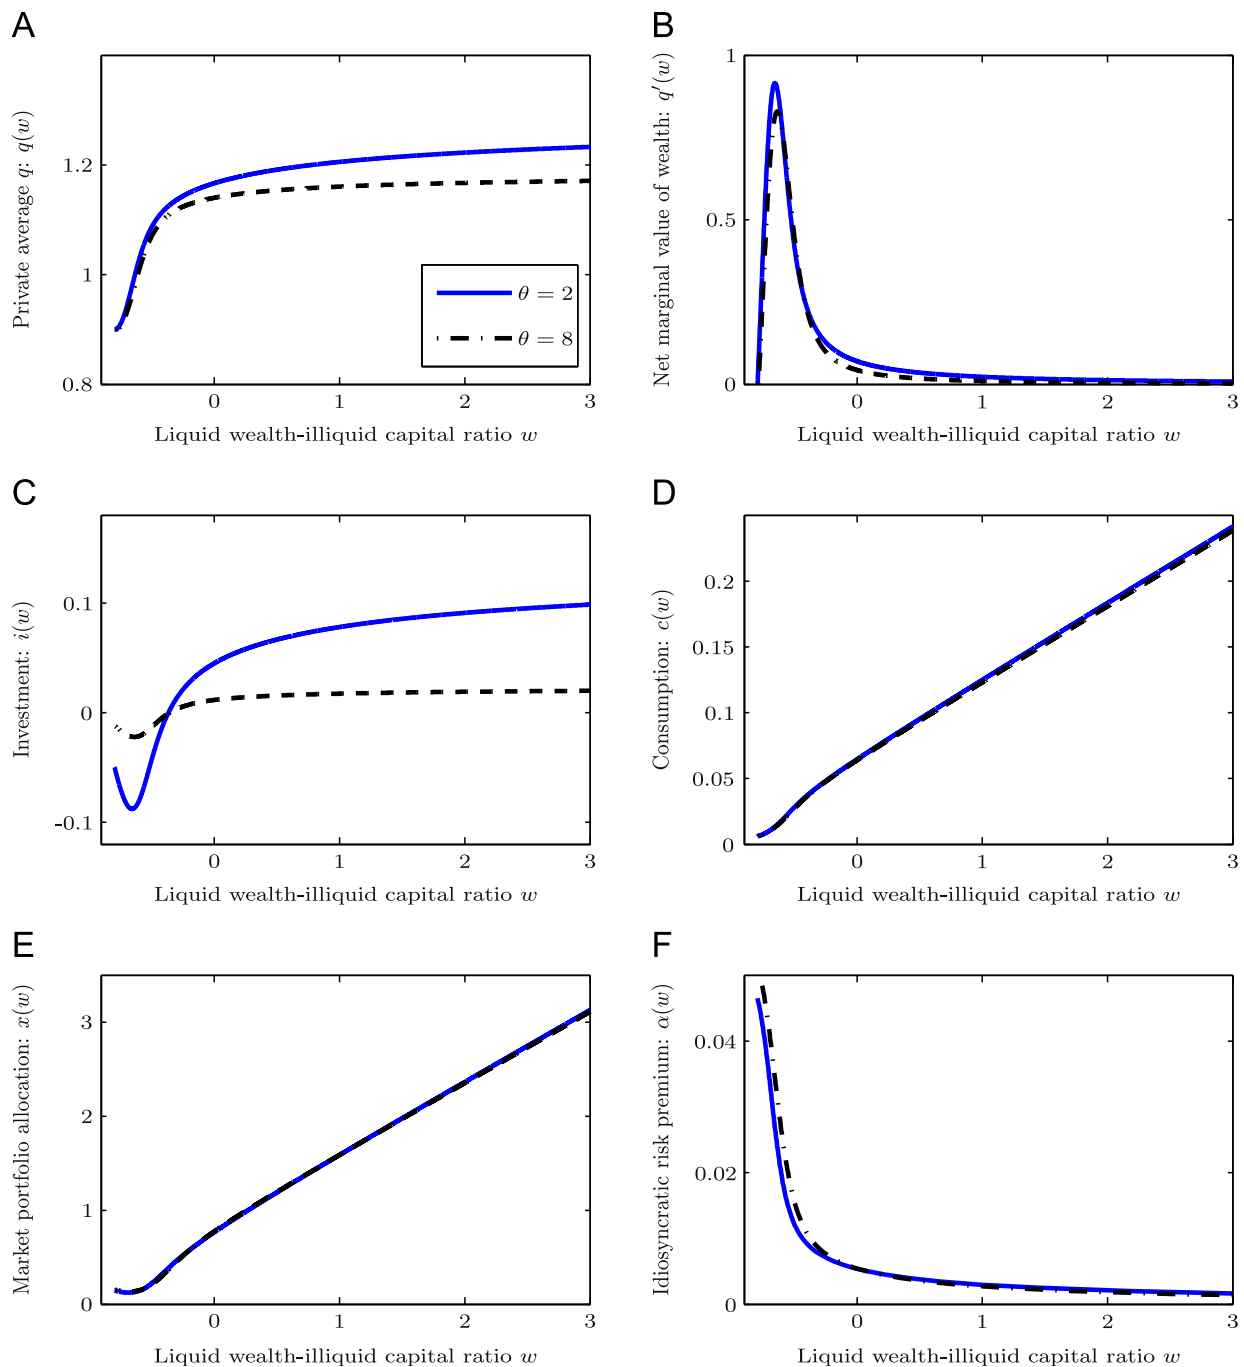 A
Private average q: q(w)
1.2
1
0.8
0
1
2
3
θ = 2
θ = 8
Liquid wealth-illiquid capital ratio w
B
Net marginal value of wealth: q′(w)
1
0.5
0
0
1
2
3
Liquid wealth-illiquid capital ratio w
C
Investment: i(w)
0.1
0
-0.1
0
1
2
3
Liquid wealth-illiquid capital ratio w
D
Consumption: c(w)
0.2
0.15
0.1
0.05
0
0
1
2
3
Liquid wealth-illiquid capital ratio w
E
Market portfolio allocation: x(w)
3
2
1
0
0
1
2
3
Liquid wealth-illiquid capital ratio w
F
Idiosyncratic risk premium: α(w)
0.04
0.02
0
0
1
2
3
Liquid wealth-illiquid capital ratio w